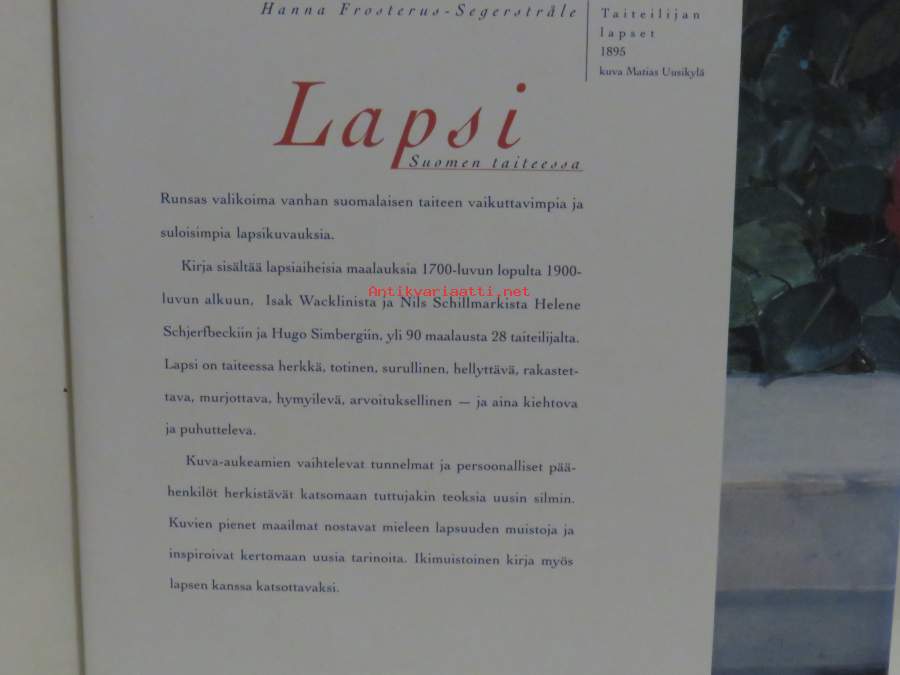 Hanna Frosterus-Segerstråle
Taiteilijan
lapset
1895
kuva Matias Uusikylä
Lapsi
Suomen taiteessa
Runsas valikoima vanhan suomalaisen taiteen vaikuttavimpia ja
suloisimpia lapsikuvauksia.
Kirja sisältää lapsiaiheisia maalauksia 1700-luvun lopulta 1900-
Antikvariaatti.net
luvun alkuun, Isak Wacklinista ja Nils Schillmarkista Helene
Schjerfbeckiin ja Hugo Simbergiin, yli 90 maalausta 28 taiteilijalta.
Lapsi on taiteessa herkkä, totinen, surullinen, hellyttävä, rakastet-
tava, murjottava, hymyilevä, arvoituksellinen — ja aina kiehtova
ja puhutteleva.
Kuva-aukeamien vaihtelevat tunnelmat ja persoonalliset pää-
henkilöt herkistävät katsomaan tuttujakin teoksia uusin silmin.
Kuvien pienet maailmat nostavat mieleen lapsuuden muistoja ja
inspiroivat kertomaan uusia tarinoita. Ikimuistoinen kirja myös
lapsen kanssa katsottavaksi.